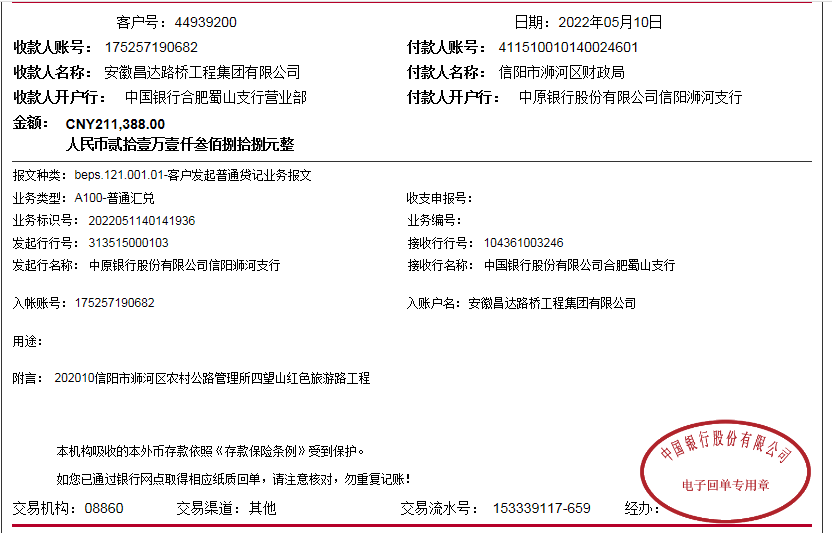 客户号：44939200 日期：2022年05月10日
收款人账号：175257190682 付款人账号：411510010140024601
收款人名称：安徽昌达路桥工程集团有限公司 付款人名称：信阳市浉河区财政局
收款人开户行：中国银行合肥蜀山支行营业部 付款人开户行：中原银行股份有限公司信阳浉河支行
金额：CNY211,388.00
人民币贰拾壹万壹仟叁佰捌拾捌元整
报文种类：beps.121.001.01-客户发起普通贷记业务报文
业务类型：A100-普通汇兑 收支申报号：
业务标识号：2022051140141936 业务编号：
发起行行号：313515000103 接收行行号：104361003246
发起行名称：中原银行股份有限公司信阳浉河支行 接收行名称：中国银行股份有限公司合肥蜀山支行
入帐账号：175257190682 入账户名：安徽昌达路桥工程集团有限公司
用途：
附言：202010信阳市浉河区农村公路管理所四望山红色旅游路工程
本机构吸收的本外币存款依照《存款保险条例》受到保护。
如您已通过银行网点取得相应纸质回单，请注意核对，勿重复记账！
中国银行股份有限公司
电子回单专用章
交易机构：08860 交易渠道：其他 交易流水号：153339117-659 经办：